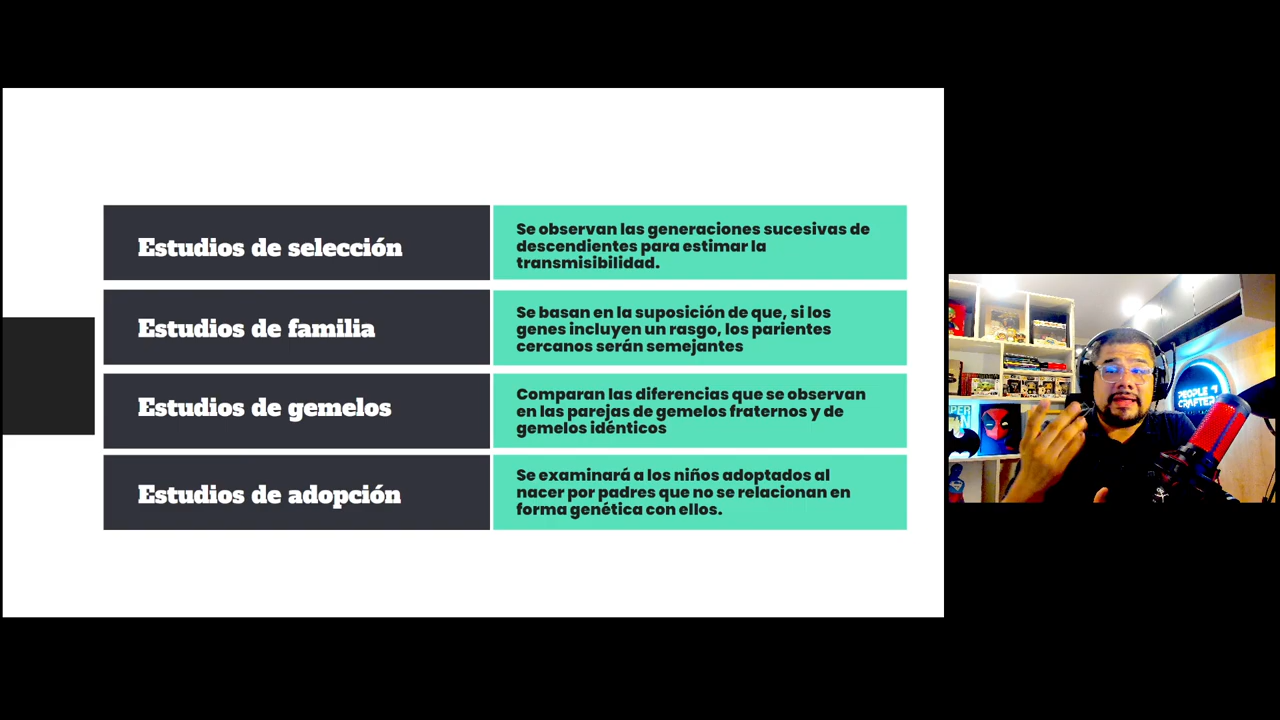 Estudios de selección
Se observan las generaciones sucesivas de
descendientes para estimar la
transmisibilidad.
Estudios de familia
Se basan en la suposición de que, si los
genes incluyen un rasgo, los parientes
cercanos serán semejantes
Estudios de gemelos
Comparan las diferencias que se observan
en las parejas de gemelos fraternos y de
gemelos idénticos
Estudios de adopción
Se examinará a los niños adoptados al
nacer por padres que no se relacionan en
forma genética con ellos.
PEOPLE
CRAFTER